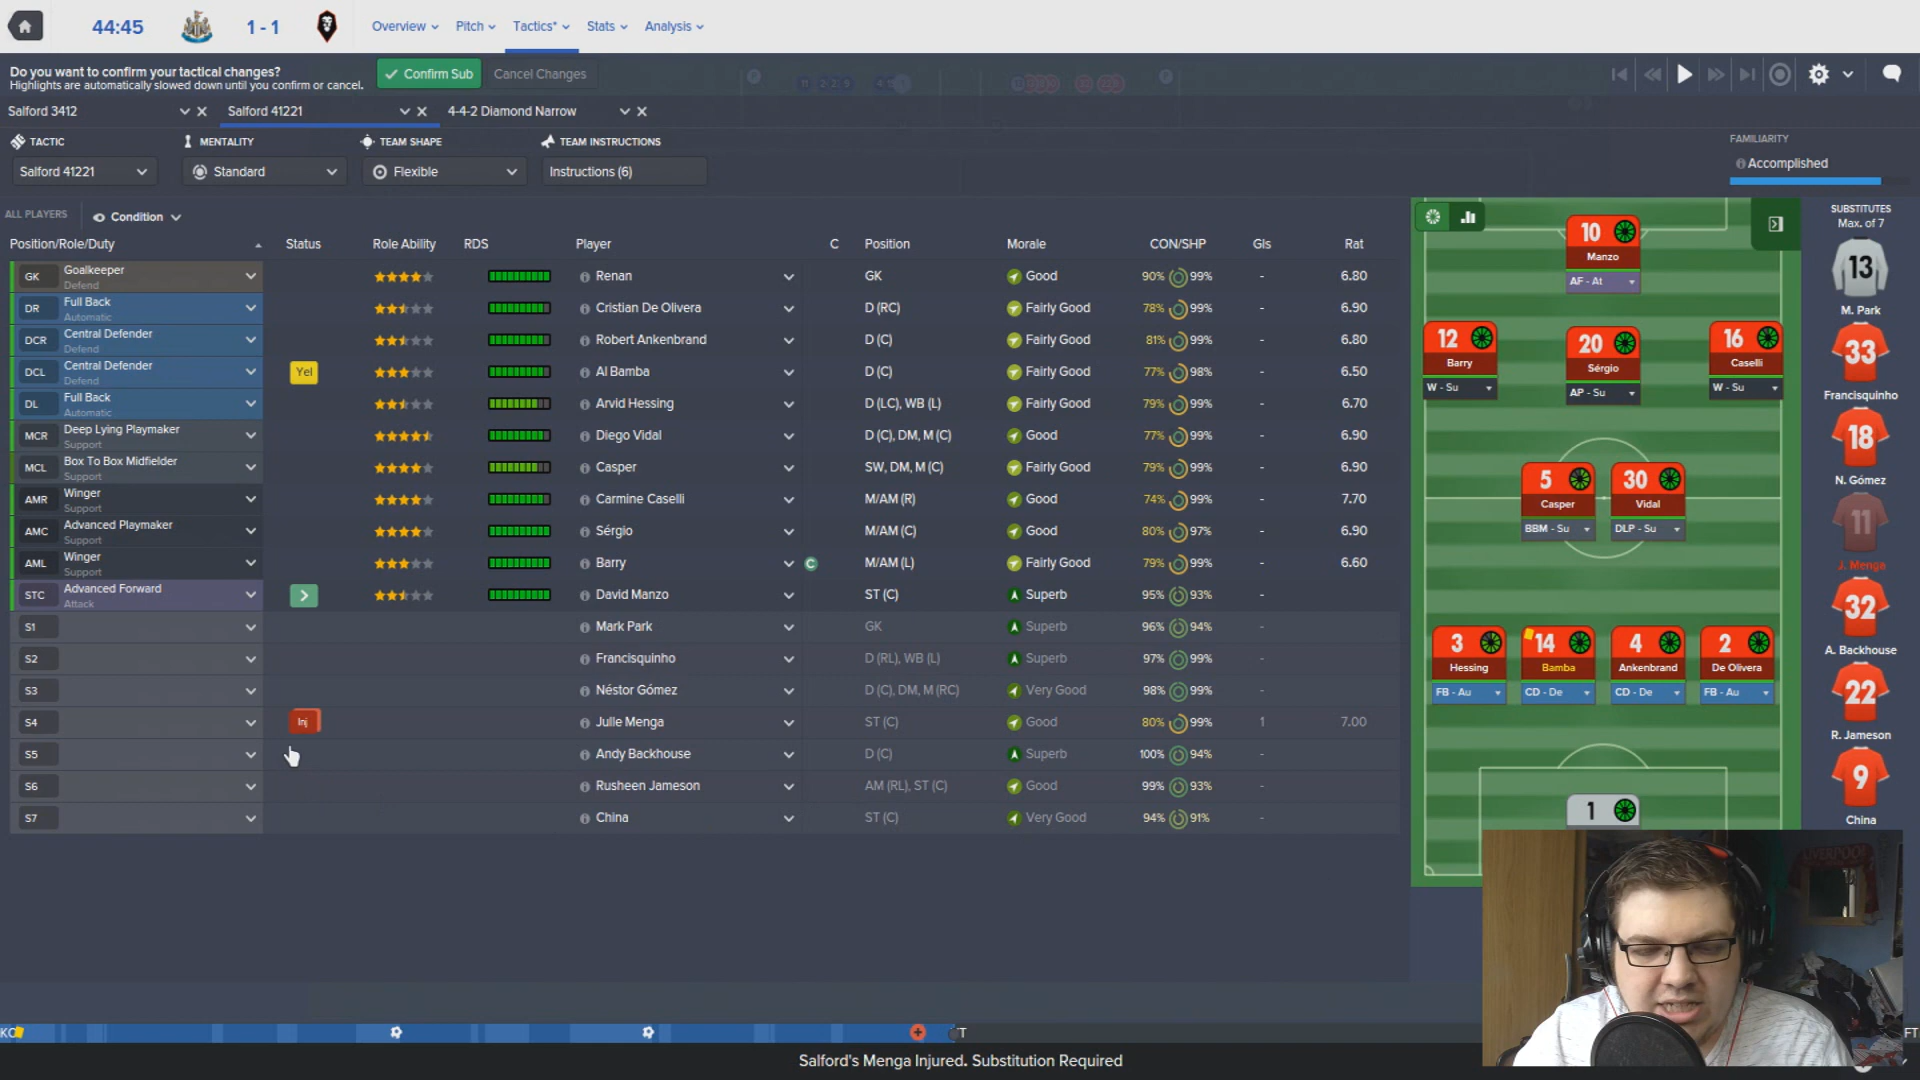 44:45 1 - 1 Overview Pitch Tactics* Stats Analysis
Do you want to confirm your tactical changes?
Highlights are automatically slowed down until you confirm or cancel.
Confirm Sub Cancel Changes
Salford 3412 Salford 41221 4-4-2 Diamond Narrow
TACTIC MENTALITY TEAM SHAPE TEAM INSTRUCTIONS
Salford 41221 Standard Flexible Instructions (6)
FAMILIARITY
Accomplished
ALL PLAYERS Condition
Position/Role/Duty Status Role Ability RDS Player C Position Morale CON/SHP Gls Rat
GK Goalkeeper Defend Renan GK Good 90% 99% - 6.80
DR Full Back Automatic Cristian De Olivera D (RC) Fairly Good 78% 99% - 6.90
DCR Central Defender Defend Robert Ankenbrand D (C) Fairly Good 81% 99% - 6.80
DCL Central Defender Defend Yel Al Bamba D (C) Fairly Good 77% 98% - 6.50
DL Full Back Automatic Arvid Hessing D (LC), WB (L) Fairly Good 79% 99% - 6.70
MCR Deep Lying Playmaker Support Diego Vidal D (C), DM, M (C) Good 77% 99% - 6.90
MCL Box To Box Midfielder Support Casper SW, DM, M (C) Fairly Good 79% 99% - 6.90
AMR Winger Support Carmine Caselli M/AM (R) Good 74% 99% - 7.70
AMC Advanced Playmaker Support Sérgio M/AM (C) Good 80% 97% - 6.90
AML Winger Support Barry C M/AM (L) Fairly Good 79% 99% - 6.60
STC Advanced Forward Attack David Manzo ST (C) Superb 95% 93% -
S1 Mark Park GK Superb 96% 94% -
S2 Francisquinho D (RL), WB (L) Superb 97% 99% -
S3 Néstor Gómez D (C), DM, M (RC) Very Good 98% 99% -
S4 Inj Julle Menga ST (C) Good 80% 99% 1 7.00
S5 Andy Backhouse D (C) Superb 100% 94% -
S6 Rusheen Jameson AM (RL), ST (C) Good 99% 93% -
S7 China ST (C) Very Good 94% 91% -
10
Manzo
AF - At
12 20 16
Barry Sérgio Caselli
W - Su AP - Su W - Su
5 30
Casper Vidal
BBM - Su DLP - Su
3 14 4 2
Hessing Bamba Ankenbrand De Olivera
FB - Au CD - De CD - De FB - Au
1
SUBSTITUTES
Max. of 7
13
M. Park
33
Francisquinho
18
N. Gómez
11
J. Menga
32
A. Backhouse
22
R. Jameson
9
China
FT
Salford's Menga Injured. Substitution Required